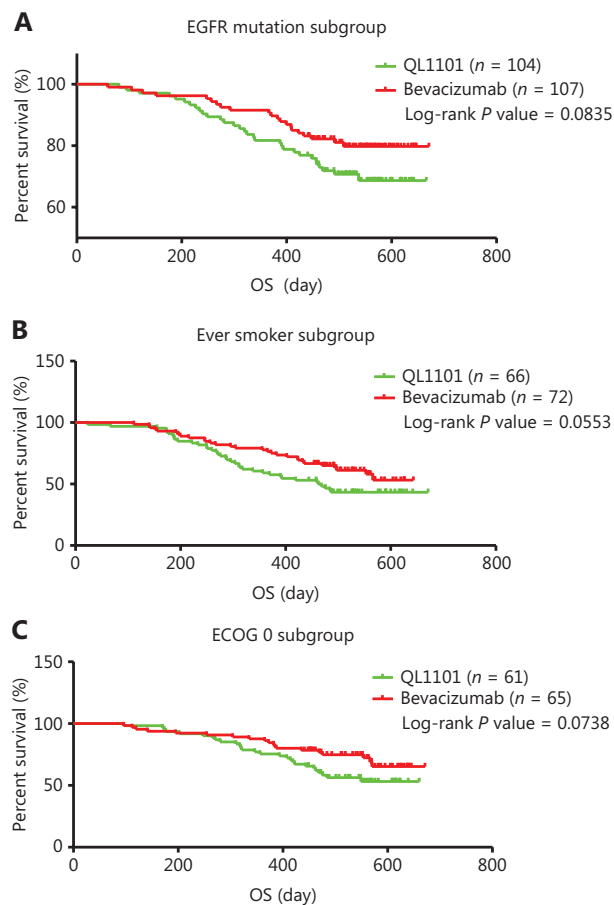 A
EGFR mutation subgroup
QL1101 (n = 104)
Bevacizumab (n = 107)
Log-rank P value = 0.0835
Percent survival (%)
100
80
60
0
200
400
600
800
OS (day)
B
Ever smoker subgroup
QL1101 (n = 66)
Bevacizumab (n = 72)
Log-rank P value = 0.0553
Percent survival (%)
150
100
50
0
0
200
400
600
800
OS (day)
C
ECOG 0 subgroup
QL1101 (n = 61)
Bevacizumab (n = 65)
Log-rank P value = 0.0738
Percent survival (%)
150
100
50
0
0
200
400
600
800
OS (day)